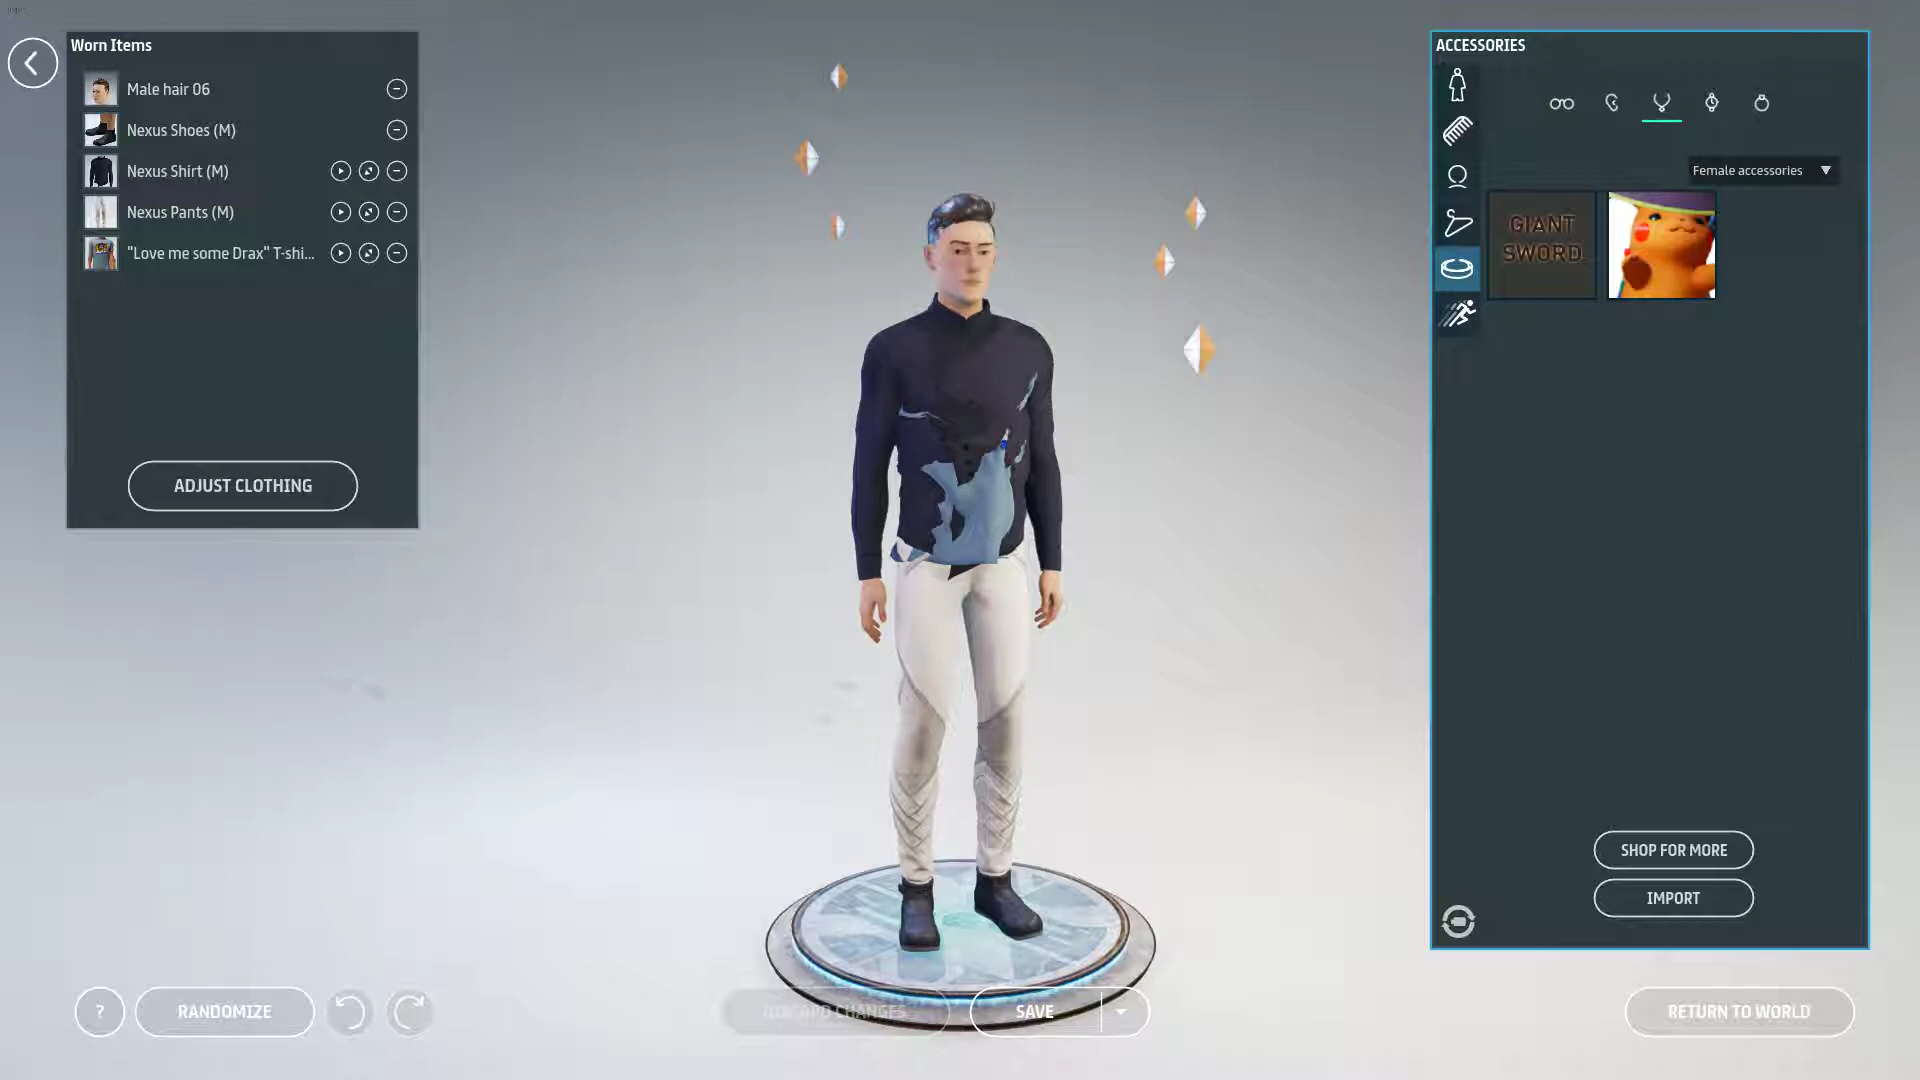 Worn Items
Male hair 06
Nexus Shoes (M)
Nexus Shirt (M)
Nexus Pants (M)
"Love me some Drax" T-shi...
ADJUST CLOTHING
ACCESSORIES
Female accessories
GIANT
SWORD
SHOP FOR MORE
IMPORT
?
RANDOMIZE
CHANGES
SAVE
RETURN TO WORLD